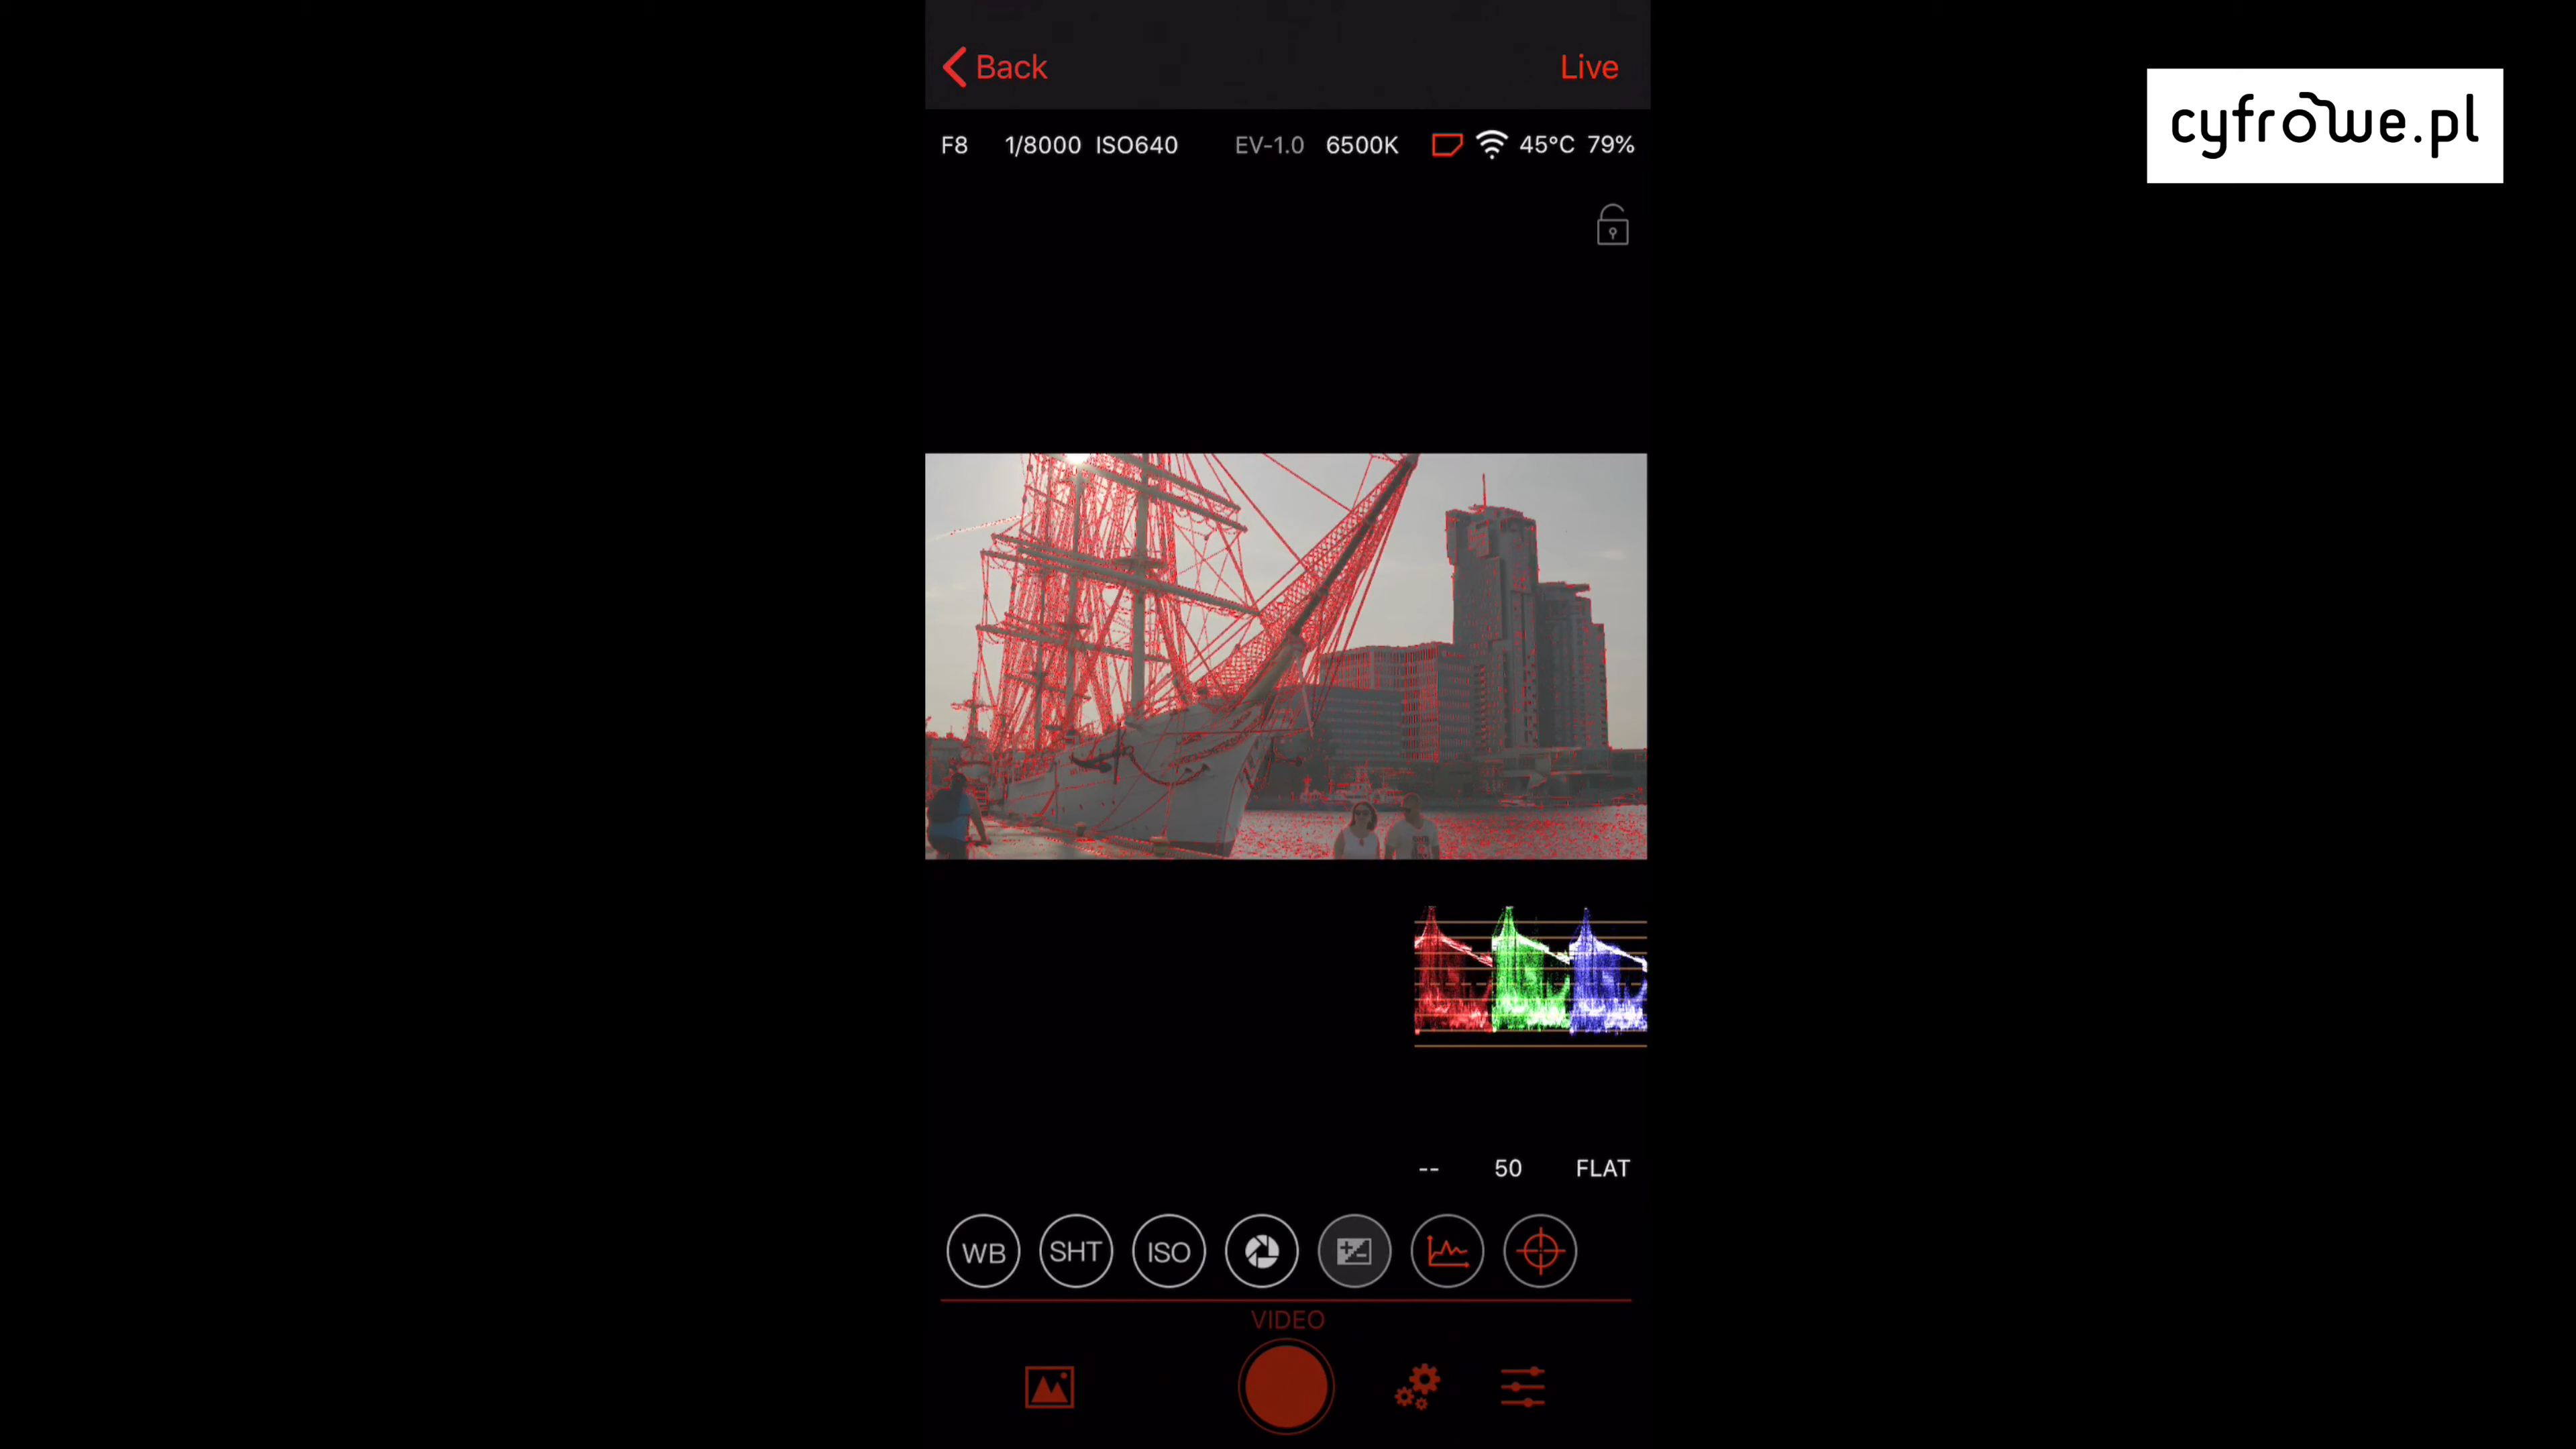 Back Live
cyfrowe.pl
F8 1/8000 ISO640 EV-1.0 6500K 45°C 79%
-- 50 FLAT
WB SHT ISO
VIDEO